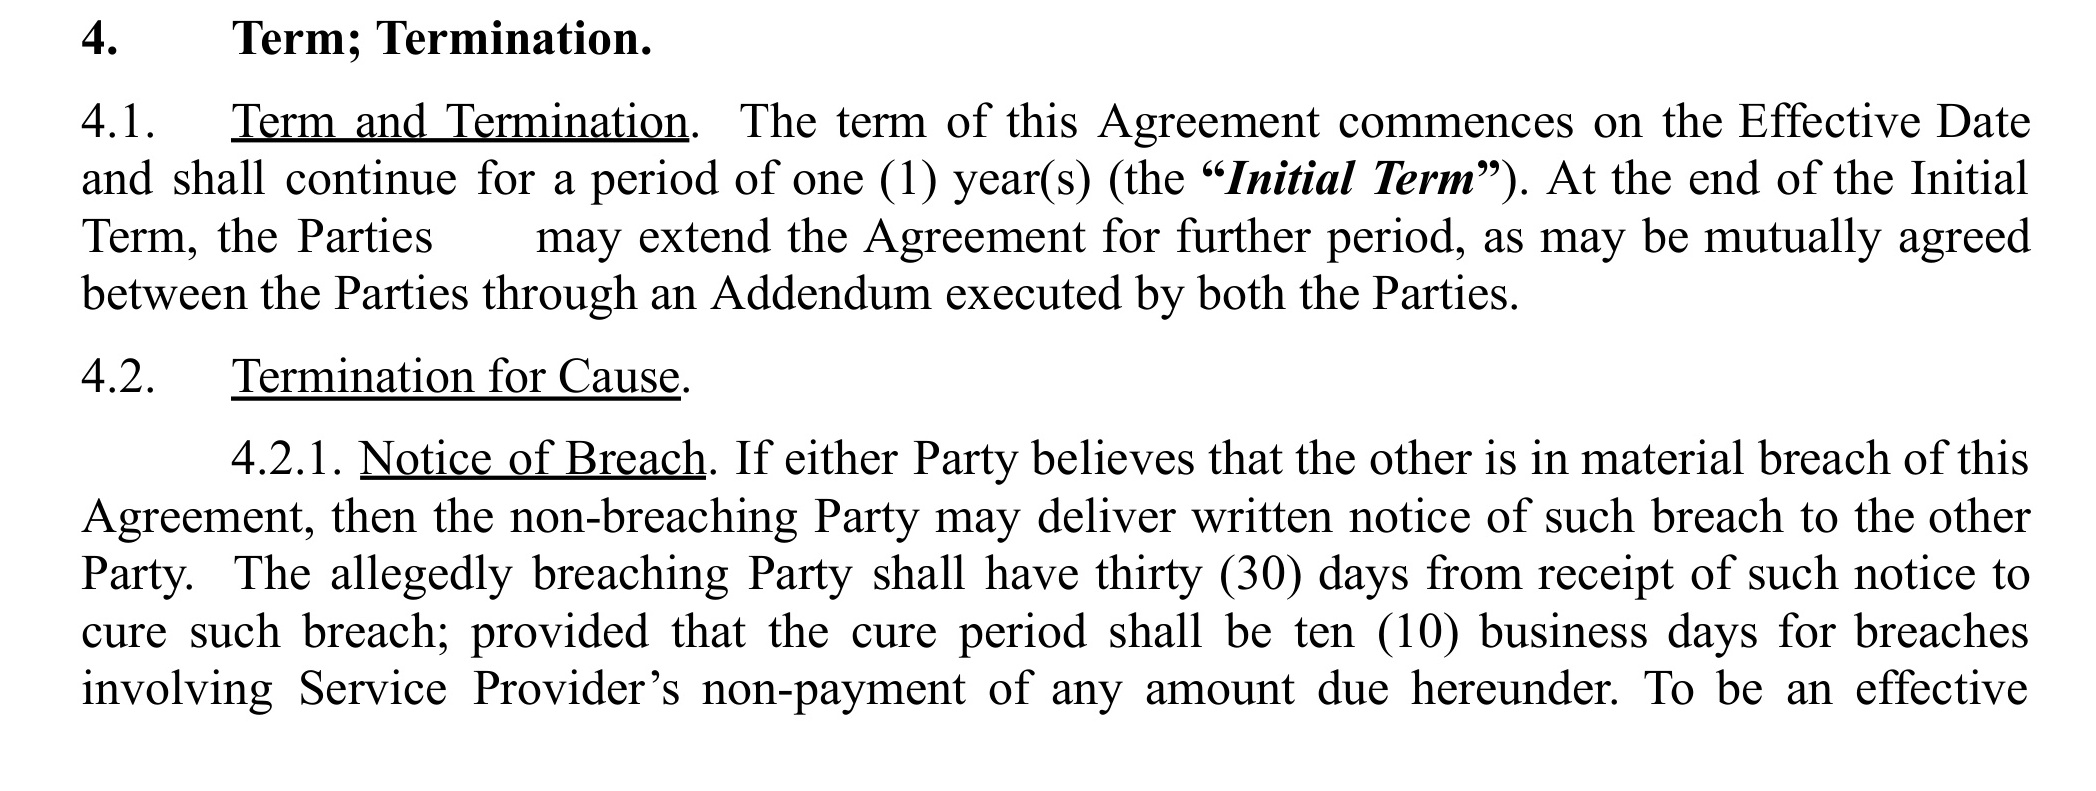 4. Term; Termination.
4.1. Term and Termination. The term of this Agreement commences on the Effective Date
and shall continue for a period of one (1) year(s) (the “Initial Term”). At the end of the Initial
Term, the Parties may extend the Agreement for further period, as may be mutually agreed
between the Parties through an Addendum executed by both the Parties.
4.2. Termination for Cause.
4.2.1. Notice of Breach. If either Party believes that the other is in material breach of this
Agreement, then the non-breaching Party may deliver written notice of such breach to the other
Party. The allegedly breaching Party shall have thirty (30) days from receipt of such notice to
cure such breach; provided that the cure period shall be ten (10) business days for breaches
involving Service Provider’s non-payment of any amount due hereunder. To be an effective